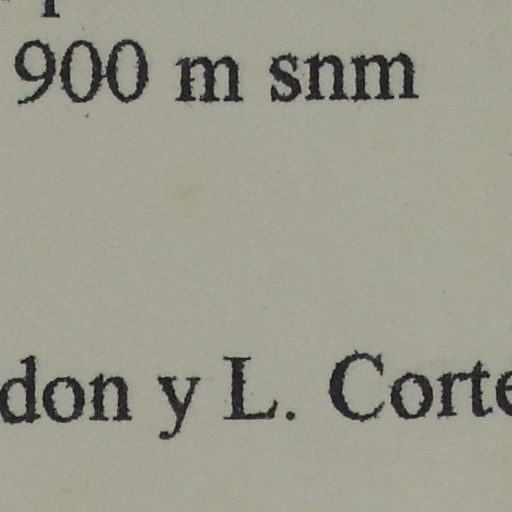 900 m snm
don y L. Corte